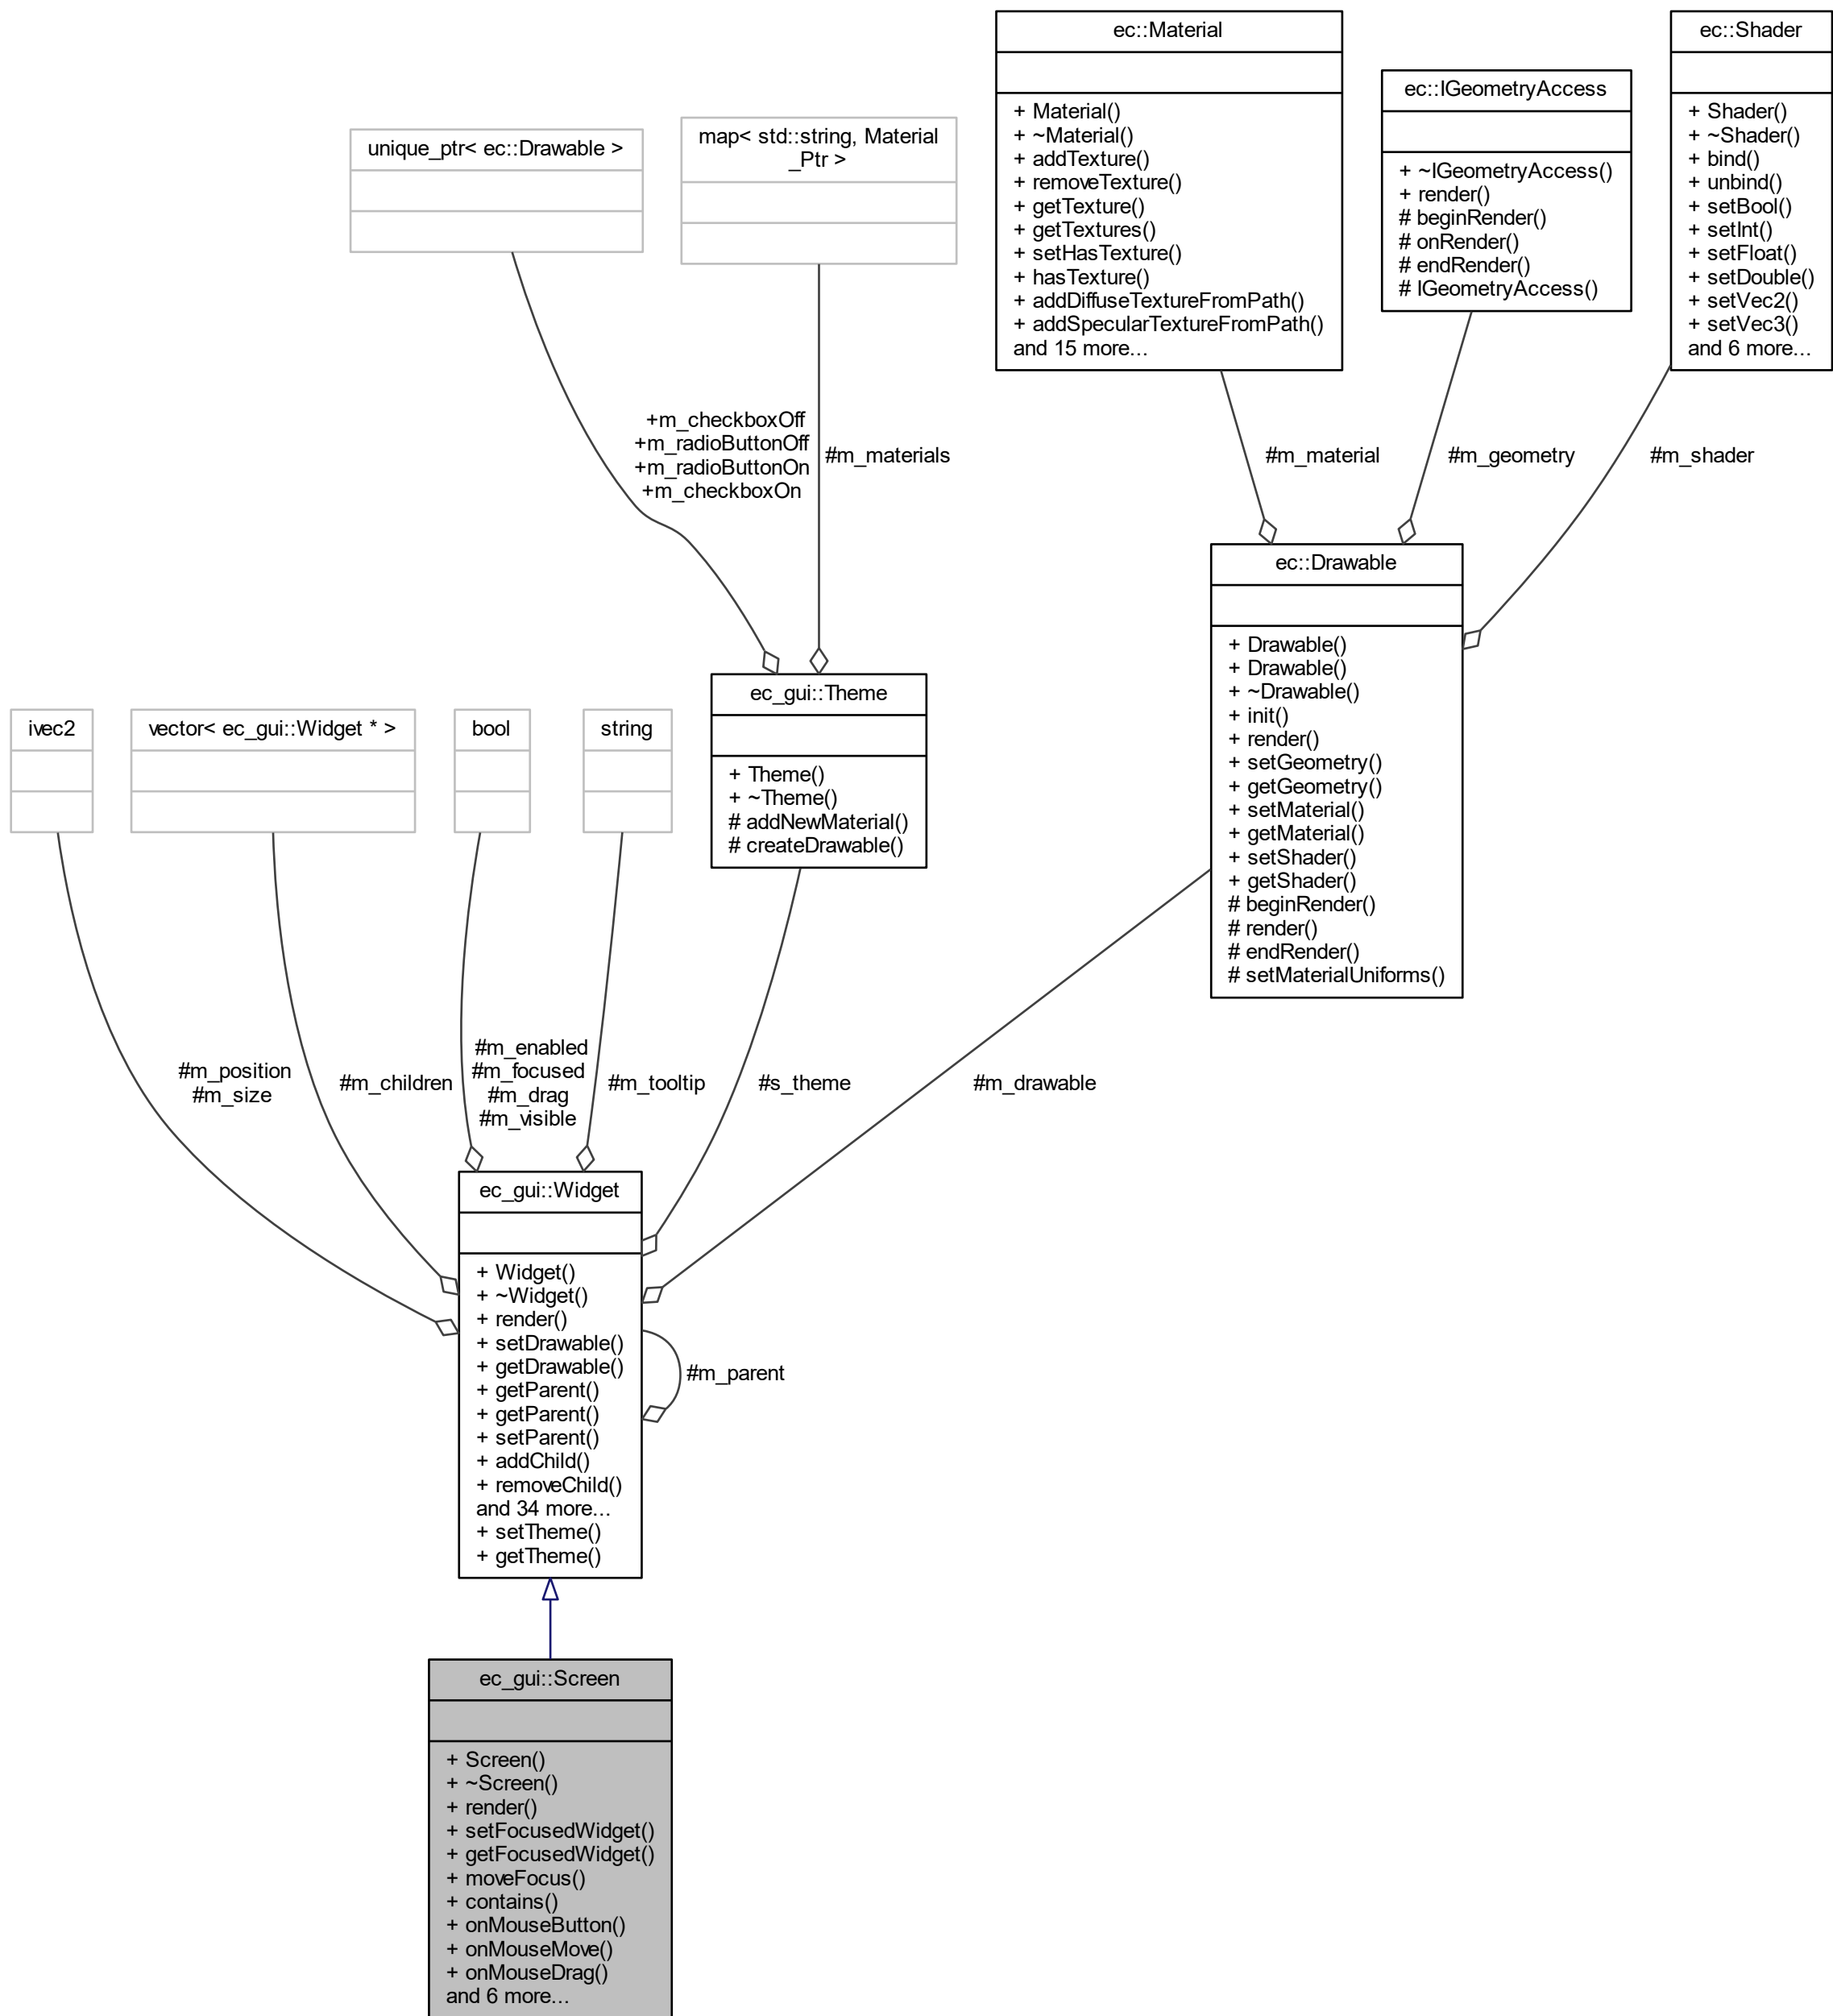 ec::Material
+ Material()
+ ~Material()
+ addTexture()
+ removeTexture()
+ getTexture()
+ getTextures()
+ setHasTexture()
+ hasTexture()
+ addDiffuseTextureFromPath()
+ addSpecularTextureFromPath()
and 15 more...
ec::IGeometryAccess
+ ~IGeometryAccess()
+ render()
# beginRender()
# onRender()
# endRender()
# IGeometryAccess()
ec::Shader
+ Shader()
+ ~Shader()
+ bind()
+ unbind()
+ setBool()
+ setInt()
+ setFloat()
+ setDouble()
+ setVec2()
+ setVec3()
and 6 more...
unique_ptr< ec::Drawable >
map< std::string, Material
_Ptr >
+m_checkboxOff
+m_radioButtonOff
+m_radioButtonOn
+m_checkboxOn
#m_materials
#m_material
#m_geometry
#m_shader
ec::Drawable
+ Drawable()
+ Drawable()
+ ~Drawable()
+ init()
+ render()
+ setGeometry()
+ getGeometry()
+ setMaterial()
+ getMaterial()
+ setShader()
+ getShader()
# beginRender()
# render()
# endRender()
# setMaterialUniforms()
ivec2
vector< ec_gui::Widget * >
bool
string
ec_gui::Theme
+ Theme()
+ ~Theme()
# addNewMaterial()
# createDrawable()
#m_position
#m_size
#m_children
#m_enabled
#m_focused
#m_drag
#m_visible
#m_tooltip
#s_theme
#m_drawable
ec_gui::Widget
+ Widget()
+ ~Widget()
+ render()
+ setDrawable()
+ getDrawable()
+ getParent()
+ getParent()
+ setParent()
+ addChild()
+ removeChild()
and 34 more...
+ setTheme()
+ getTheme()
#m_parent
ec_gui::Screen
+ Screen()
+ ~Screen()
+ render()
+ setFocusedWidget()
+ getFocusedWidget()
+ moveFocus()
+ contains()
+ onMouseButton()
+ onMouseMove()
+ onMouseDrag()
and 6 more...